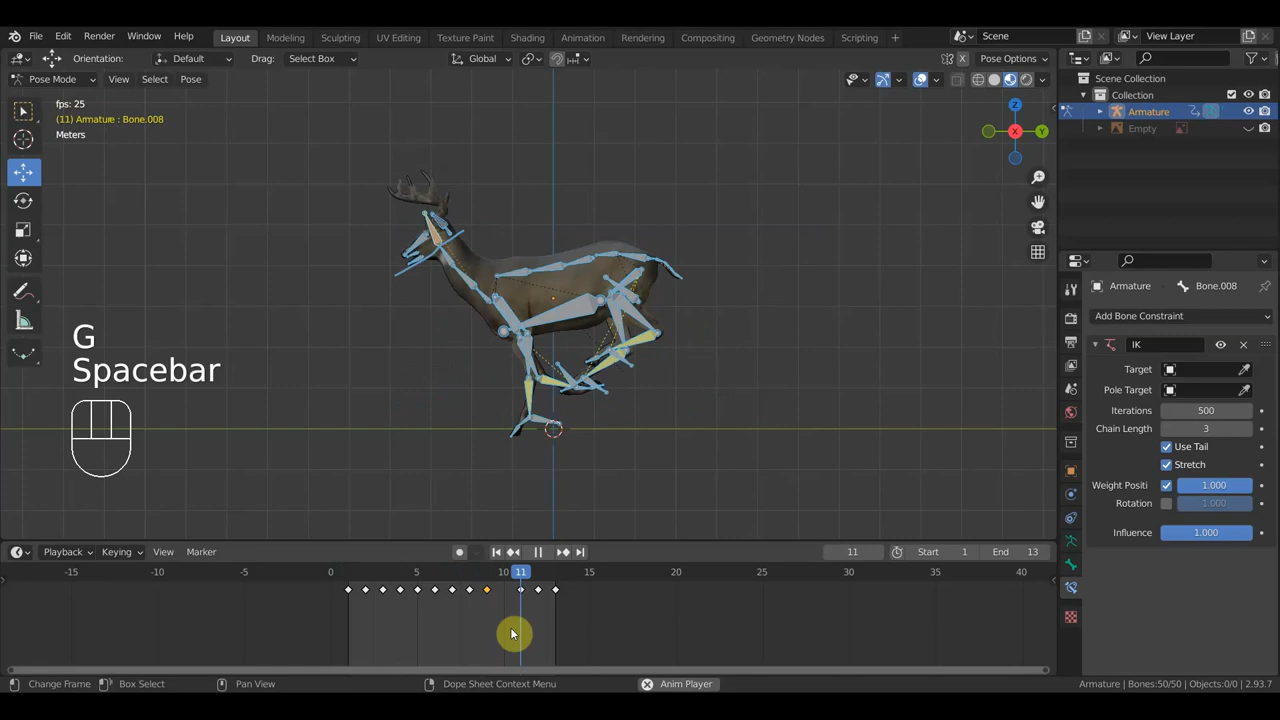 File Edit Render Window Help Layout Modeling Sculpting UV Editing Texture Paint Shading Animation Rendering Compositing Geometry Nodes Scripting + Scene View Layer
Orientation: Default Drag: Select Box Global Pose Options
Pose Mode View Select Pose
Scene Collection
Collection
Armature
Empty
fps: 25
(11) Armature : Bone.008
Meters
Z
X
Y
Armature Bone.008
Add Bone Constraint
IK
Target
Pole Target
Iterations 500
Chain Length 3
Use Tail
Stretch
Weight Positi 1.000
Rotation 1.000
Influence 1.000
G
Spacebar
Playback Keying View Marker 11 Start 1 End 13
-15 -10 -5 0 5 10 11 15 20 25 30 35 40
Change Frame Box Select Pan View Dope Sheet Context Menu Anim Player Armature | Bones:50/50 | Objects:0/0 | 2.93.7